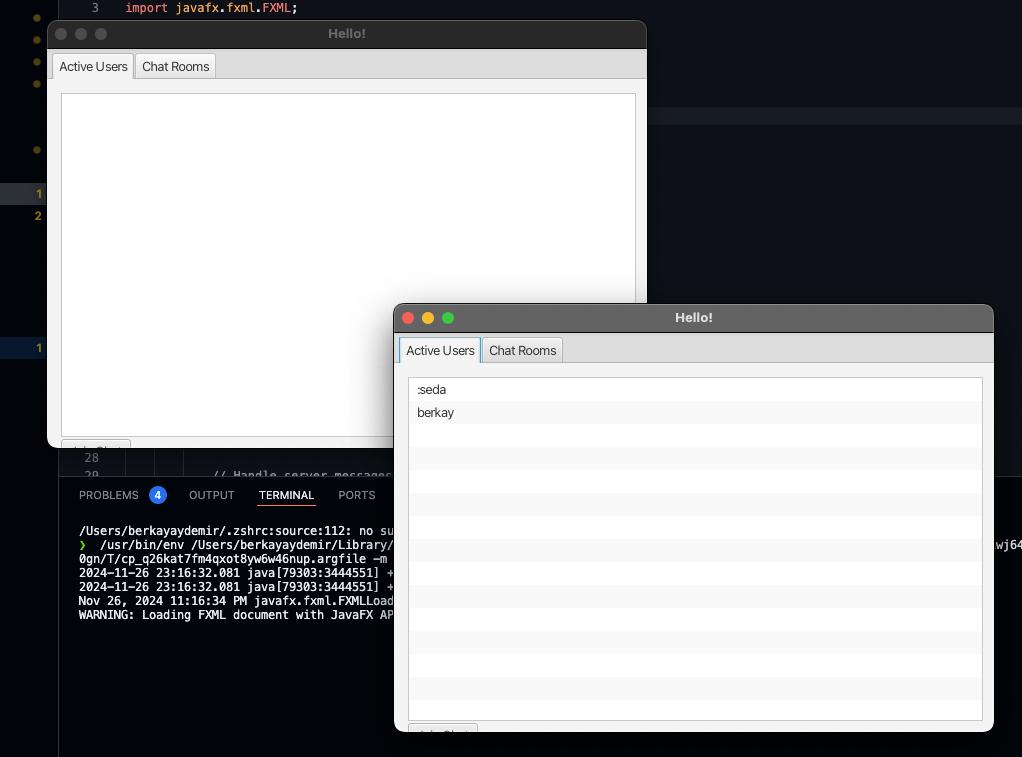 3 import javafx.fxml.FXML;
Hello!
Active Users Chat Rooms
1
2
1
Hello!
Active Users Chat Rooms
:seda
berkay
28
29 // Handle server messages
PROBLEMS 4 OUTPUT TERMINAL PORTS
/Users/berkayaydemir/.zshrc:source:112: no su
❯ /usr/bin/env /Users/berkayaydemir/Library/
wj64
0gn/T/cp_q26kat7fm4qxot8yw6w46nup.argfile -m
2024-11-26 23:16:32.081 java[79303:3444551] +
2024-11-26 23:16:32.081 java[79303:3444551] +
Nov 26, 2024 11:16:34 PM javafx.fxml.FXMLLoad
WARNING: Loading FXML document with JavaFX AP